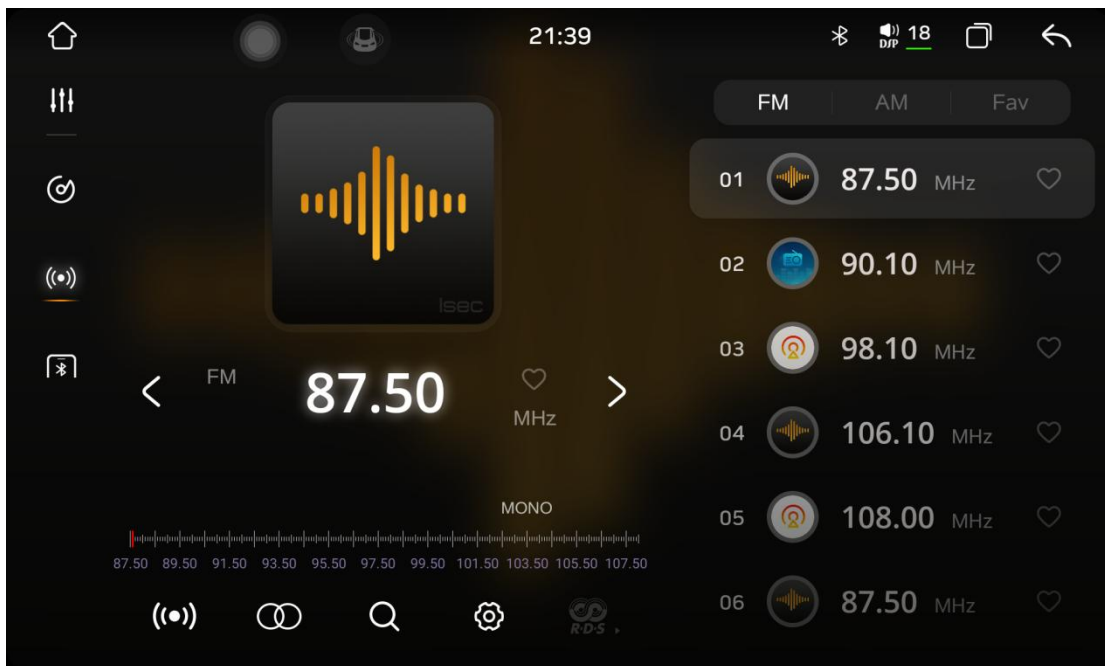 21:39
DSP 18
FM AM Fav
lsec
FM
87.50
MHz
MONO
87.50 89.50 91.50 93.50 95.50 97.50 99.50 101.50 103.50 105.50 107.50
R·D·S
01 87.50 MHz
02 90.10 MHz
03 98.10 MHz
04 106.10 MHz
05 108.00 MHz
06 87.50 MHz